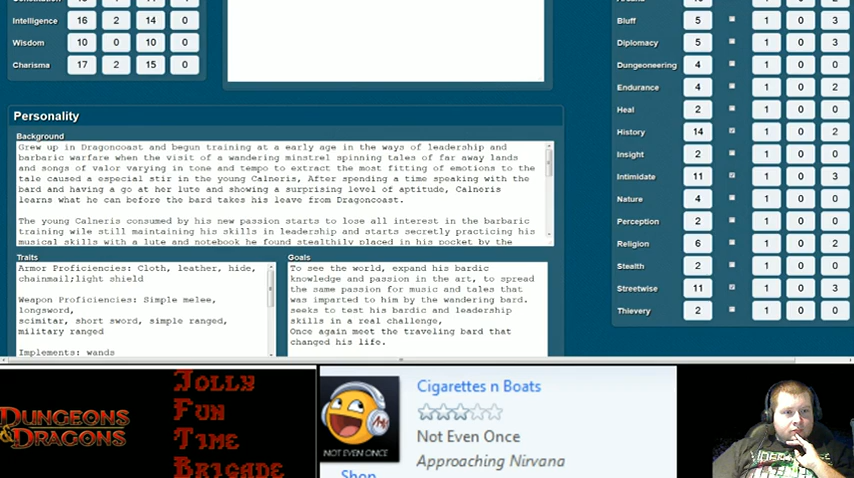 Intelligence 16 2 14 0
Wisdom 10 0 10 0
Charisma 17 2 15 0
Personality
Background
Grew up in Dragoncoast and begun training at a early age in the ways of leadership and
barbaric warfare when the visit of a wandering minstrel spinning tales of far away lands
and songs of valor varying in tone and tempo to extract the most fitting of emotions to the
tale caused a especial stir in the young Calneris, After spending a time speaking with the
bard and having a go at her lute and showing a surprising level of aptitude, Calneris
learns what he can before the bard takes his leave from Dragoncoast.
The young Calneris consumed by his new passion starts to lose all interest in the barbaric
training wile still maintaining his skills in leadership and starts secretly practicing his
musical skills with a lute and notebook he found stealthily placed in his pocket by the
Traits
Armor Proficiencies: Cloth, leather, hide,
chainmail;light shield
Weapon Proficiencies: Simple melee,
longsword,
scimitar, short sword, simple ranged,
military ranged
Implements: wands
Goals
To see the world, expand his bardic
knowledge and passion in the art, to spread
the same passion for music and tales that
was imparted to him by the wandering bard.
seeks to test his bardic and leadership
skills in a real challenge,
Once again meet the traveling bard that
changed his life.
Bluff 5 1 0 3
Diplomacy 5 1 0 3
Dungeoneering 4 1 0 0
Endurance 4 1 0 2
Heal 2 1 0 0
History 14 1 0 2
Insight 2 1 0 0
Intimidate 11 1 0 3
Nature 4 1 0 0
Perception 2 1 0 0
Religion 6 1 0 2
Stealth 2 1 0 0
Streetwise 11 1 0 3
Thievery 2 1 0 0
DUNGEONS
& DRAGONS
JOLLY
FUN
TIME
BRIGADE
NOT EVEN ONCE
Cigarettes n Boats
Not Even Once
Approaching Nirvana
Shop